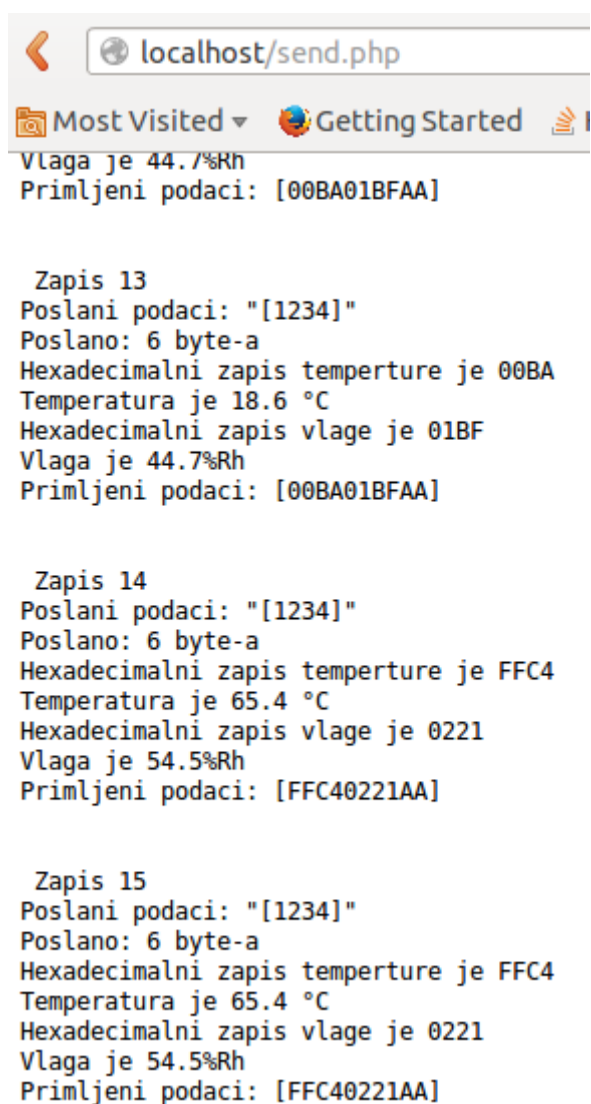 localhost/send.php
Most Visited Getting Started
Vlaga je 44.7%Rh
Primljeni podaci: [00BA01BFAA]
Zapis 13
Poslani podaci: "[1234]"
Poslano: 6 byte-a
Hexadecimalni zapis temperture je 00BA
Temperatura je 18.6 °C
Hexadecimalni zapis vlage je 01BF
Vlaga je 44.7%Rh
Primljeni podaci: [00BA01BFAA]
Zapis 14
Poslani podaci: "[1234]"
Poslano: 6 byte-a
Hexadecimalni zapis temperture je FFC4
Temperatura je 65.4 °C
Hexadecimalni zapis vlage je 0221
Vlaga je 54.5%Rh
Primljeni podaci: [FFC40221AA]
Zapis 15
Poslani podaci: "[1234]"
Poslano: 6 byte-a
Hexadecimalni zapis temperture je FFC4
Temperatura je 65.4 °C
Hexadecimalni zapis vlage je 0221
Vlaga je 54.5%Rh
Primljeni podaci: [FFC40221AA]